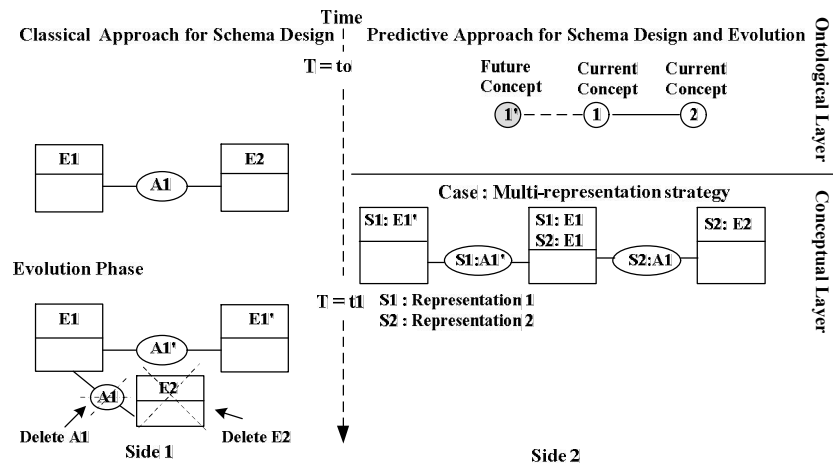 Time
Classical Approach for Schema Design
Predictive Approach for Schema Design and Evolution
T = to
Future
Concept
Current
Concept
Current
Concept
1'
1
2
Ontological Layer
E1
A1
E2
Case : Multi-representation strategy
S1: E1'
S1:A1'
S1: E1
S2: E1
S2:A1
S2: E2
Conceptual Layer
Evolution Phase
T = t1
S1 : Representation 1
S2 : Representation 2
E1
A1'
E1'
A1
E2
Delete A1
Delete E2
Side 1
Side 2